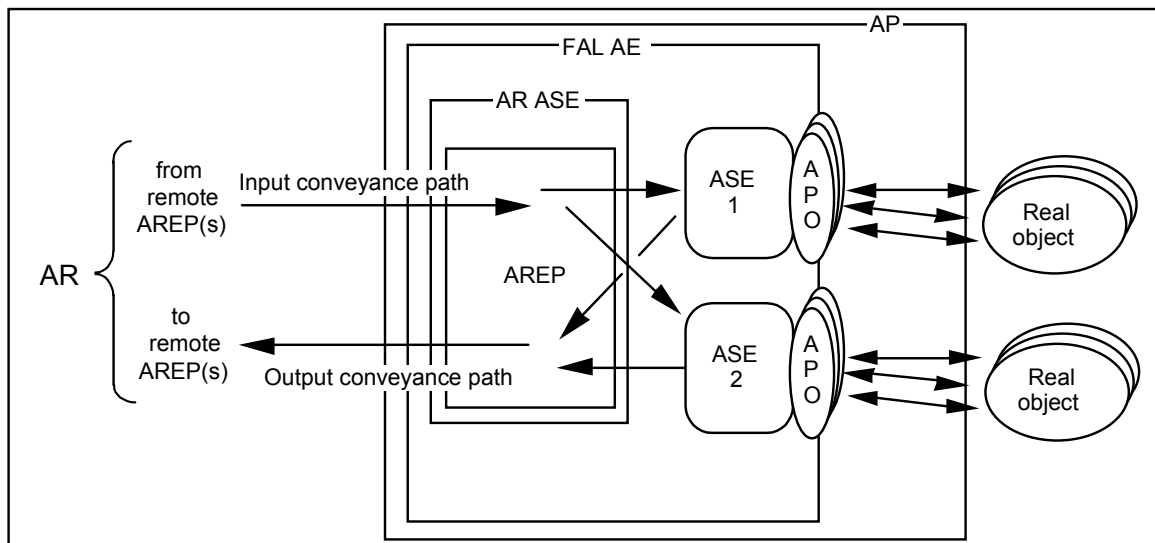 AP
FAL AE
AR ASE
from
remote
AREP(s)
Input conveyance path
AR
AREP
to
remote
AREP(s)
Output conveyance path
ASE
1
A
P
O
Real
object
ASE
2
A
P
O
Real
object